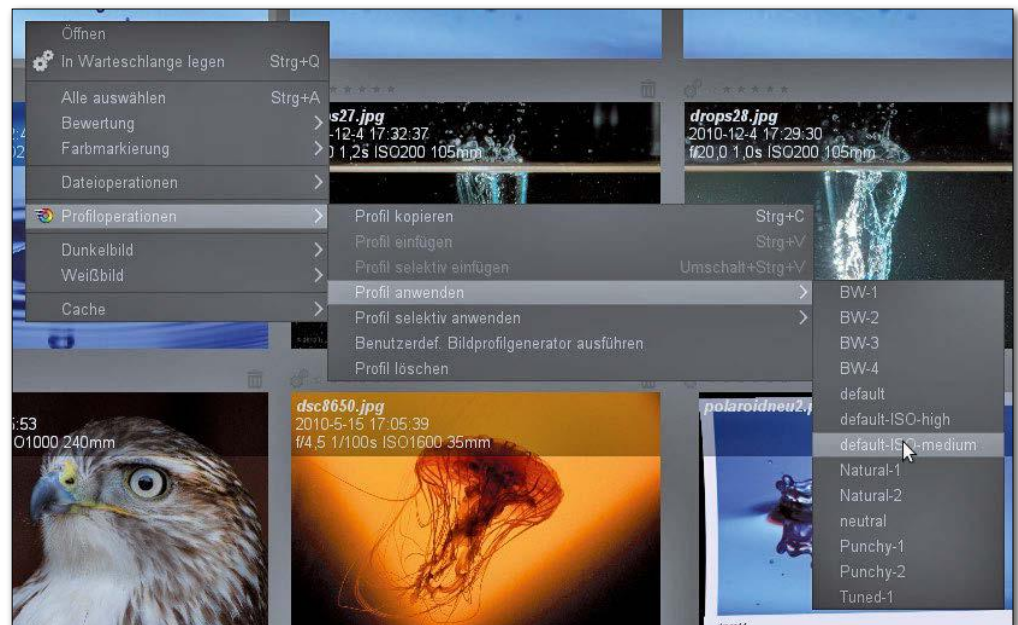 Öffnen
In Warteschlange legen Strg+Q
Alle auswählen Strg+A
Bewertung
Farbmarkierung
Dateioperationen
Profiloperationen
Dunkelbild
Weißbild
Cache
Profil kopieren Strg+C
Profil einfügen Strg+V
Profil selektiv einfügen Umschalt+Strg+V
Profil anwenden
Profil selektiv anwenden
Benutzerdef. Bildprofilgenerator ausführen
Profil löschen
BW-1
BW-2
BW-3
BW-4
default
default-ISO-high
default-ISO-medium
Natural-1
Natural-2
neutral
Punchy-1
Punchy-2
Tuned-1
s27.jpg
-12-4 17:32:37
1,2s ISO200 105mm
drops28.jpg
2010-12-4 17:29:30
f/20,0 1,0s ISO200 105mm
:53
O1000 240mm
dsc8650.jpg
2010-5-15 17:05:39
f/4,5 1/100s ISO1600 35mm
polaroidneu2.